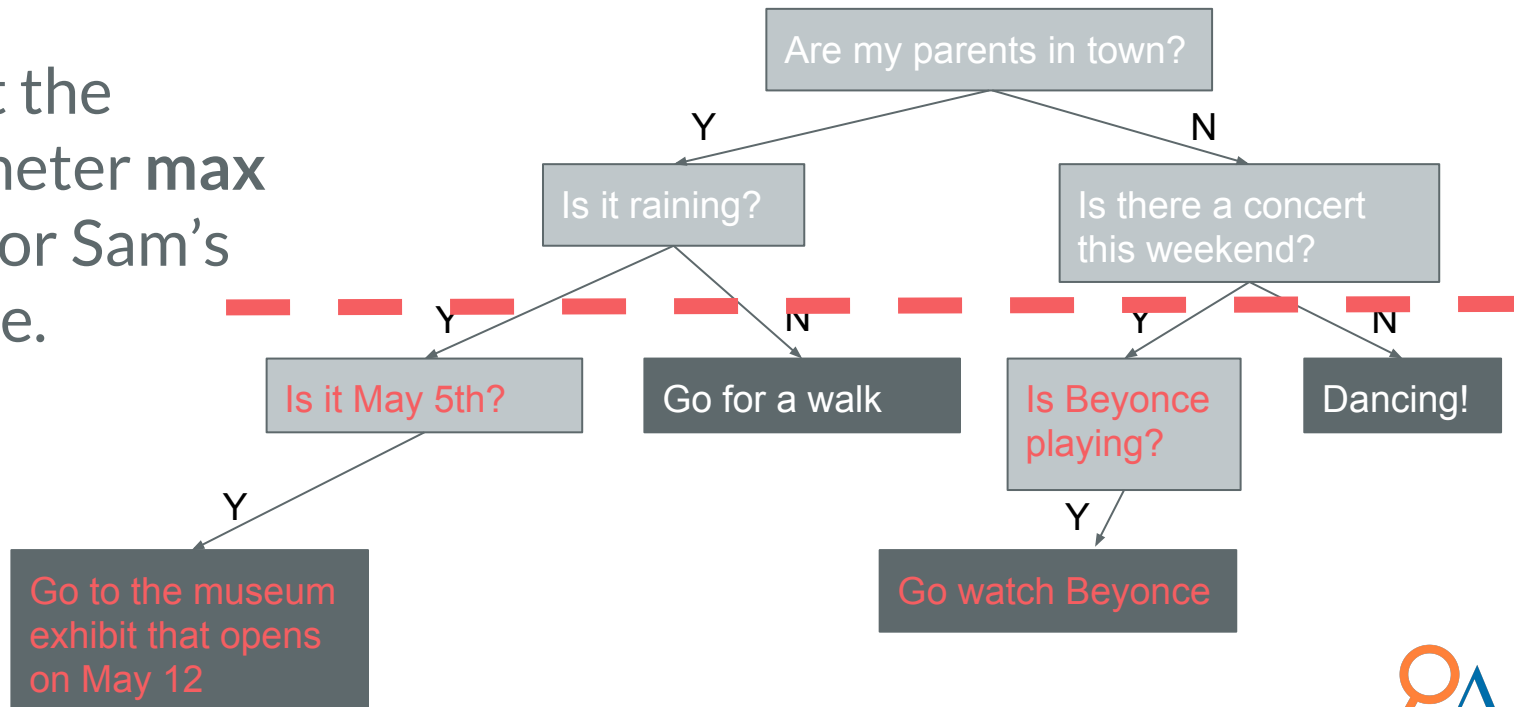 t the
neter max
or Sam's
e.
Are my parents in town?
Y
N
Is it raining?
Is there a concert
this weekend?
Y
N
Y
N
Is it May 5th?
Go for a walk
Is Beyonce
playing?
Dancing!
Y
Y
Go to the museum
exhibit that opens
on May 12
Go watch Beyonce